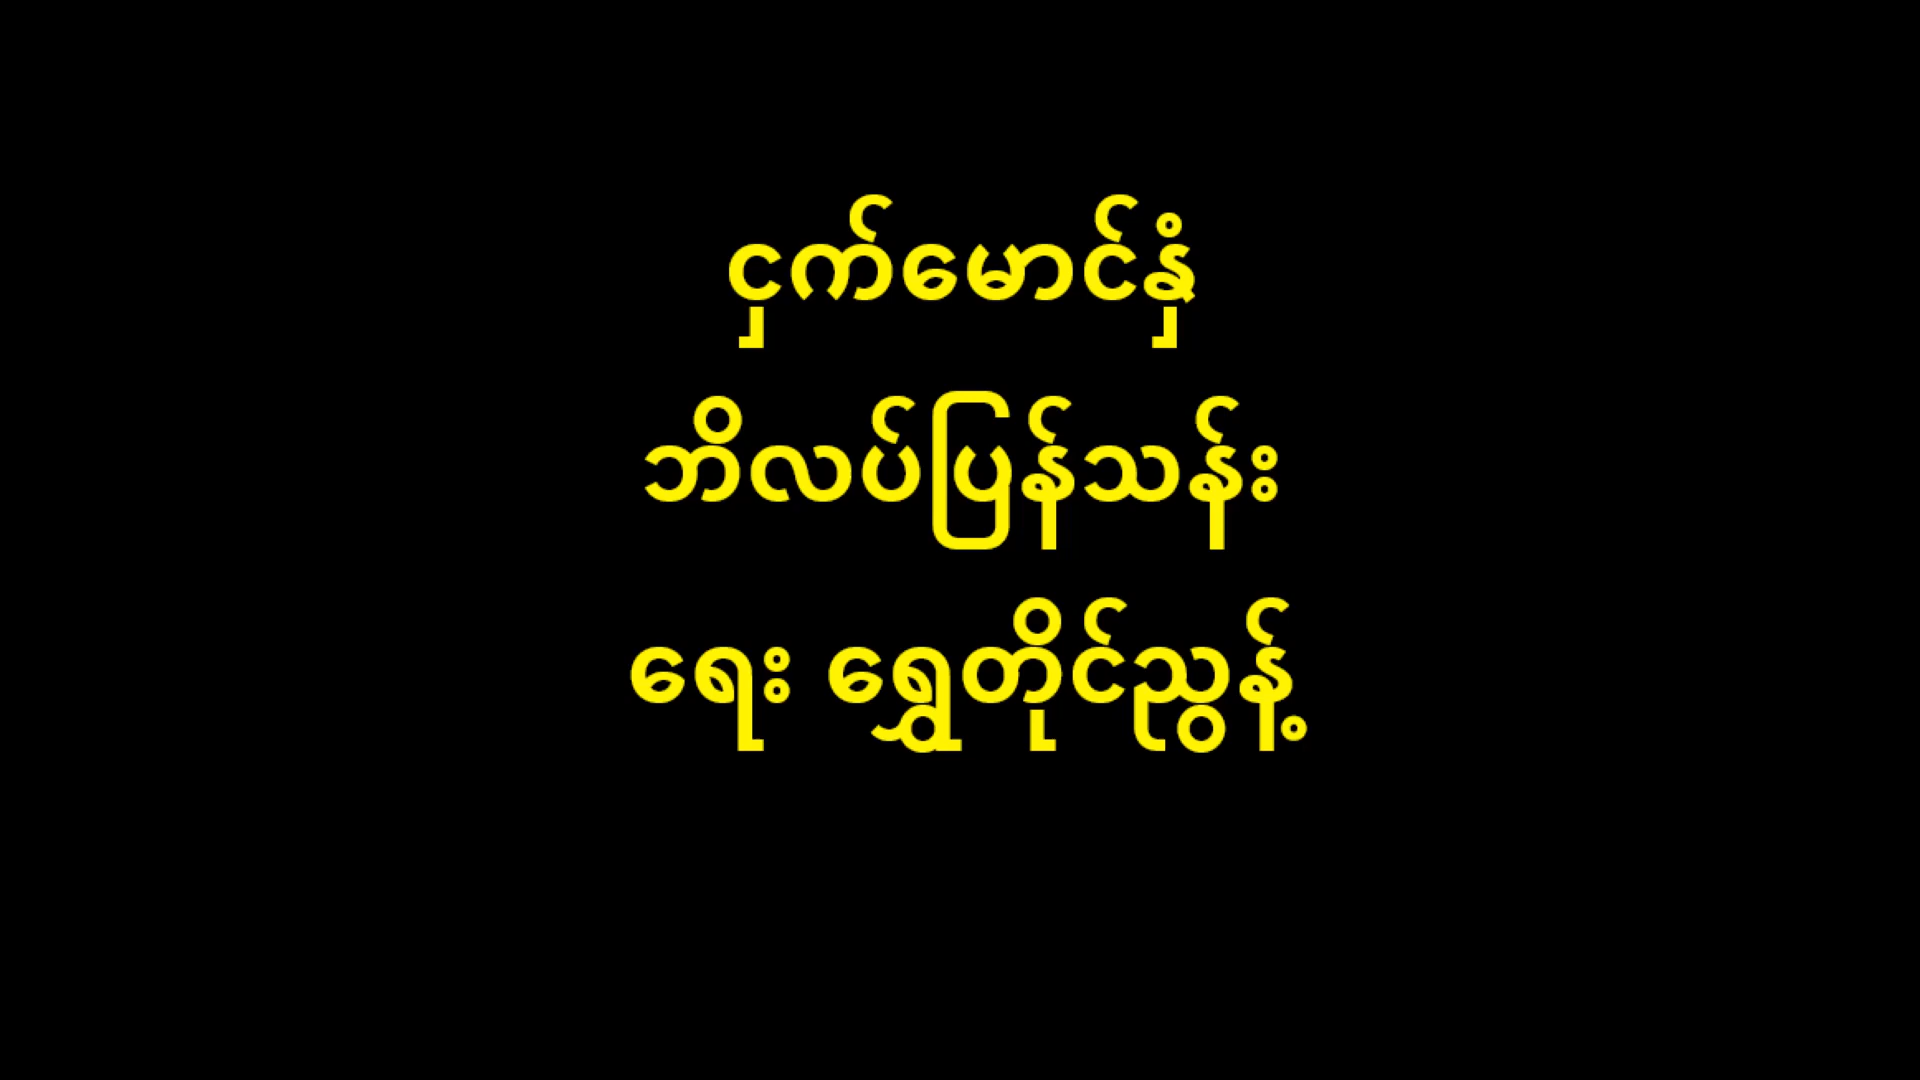 ငှက်မောင်နှံ
ဘိလပ်ပြန်သန်း
ရေး ရွှေတိုင်ညွန့်